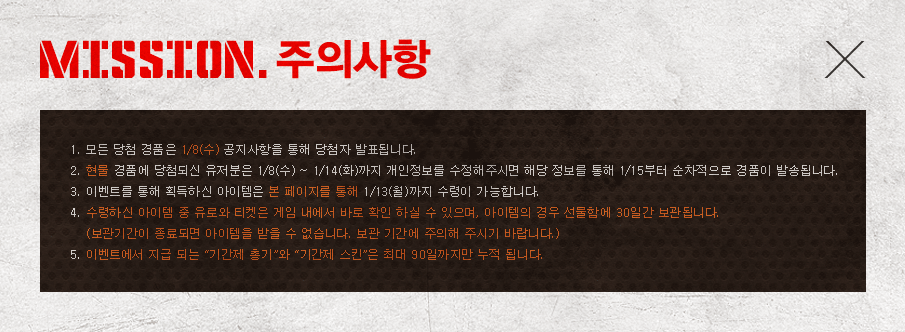 MISSION. 주의사항
1. 모든 당첨 경품은 1/8(수) 공지사항을 통해 당첨자 발표됩니다.
2. 현물 경품에 당첨되신 유저분은 1/8(수) ~ 1/14(화)까지 개인정보를 수정해주시면 해당 정보를 통해 1/15부터 순차적으로 경품이 발송됩니다.
3. 이벤트를 통해 획득하신 아이템은 본 페이지를 통해 1/13(월)까지 수령이 가능합니다.
4. 수령하신 아이템 중 유로와 티켓은 게임 내에서 바로 확인 하실 수 있으며, 아이템의 경우 선물함에 30일간 보관됩니다.
(보관기간이 종료되면 아이템을 받을 수 없습니다. 보관 기간에 주의해 주시기 바랍니다.)
5. 이벤트에서 지급 되는 "기간제 총기"와 "기간제 스킨"은 최대 90일까지만 누적 됩니다.